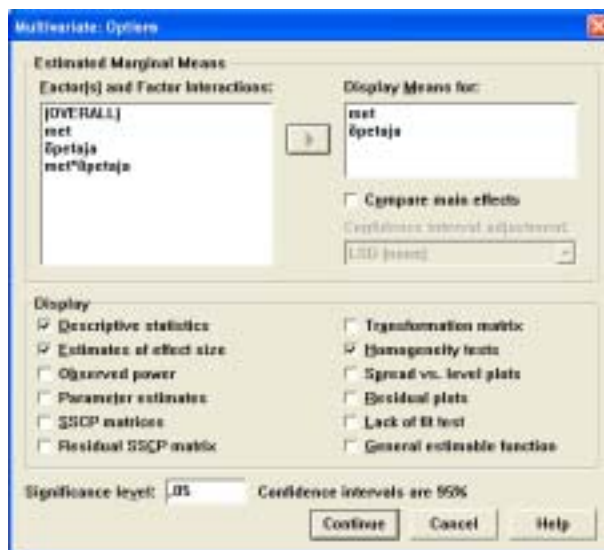 Multivariate: Options
Estimated Marginal Means
Factor(s) and Factor Interactions:
(OVERALL)
met
õpetaja
met*õpetaja
Display Means for:
met
õpetaja
Compare main effects
Confidence interval adjustment:
LSD (none)
Display
Descriptive statistics
Estimates of effect size
Observed power
Parameter estimates
SSCP matrices
Residual SSCP matrix
Transformation matrix
Homogeneity tests
Spread vs. level plots
Residual plots
Lack of fit test
General estimable function
Significance level: ,05 Confidence intervals are 95%
Continue Cancel Help